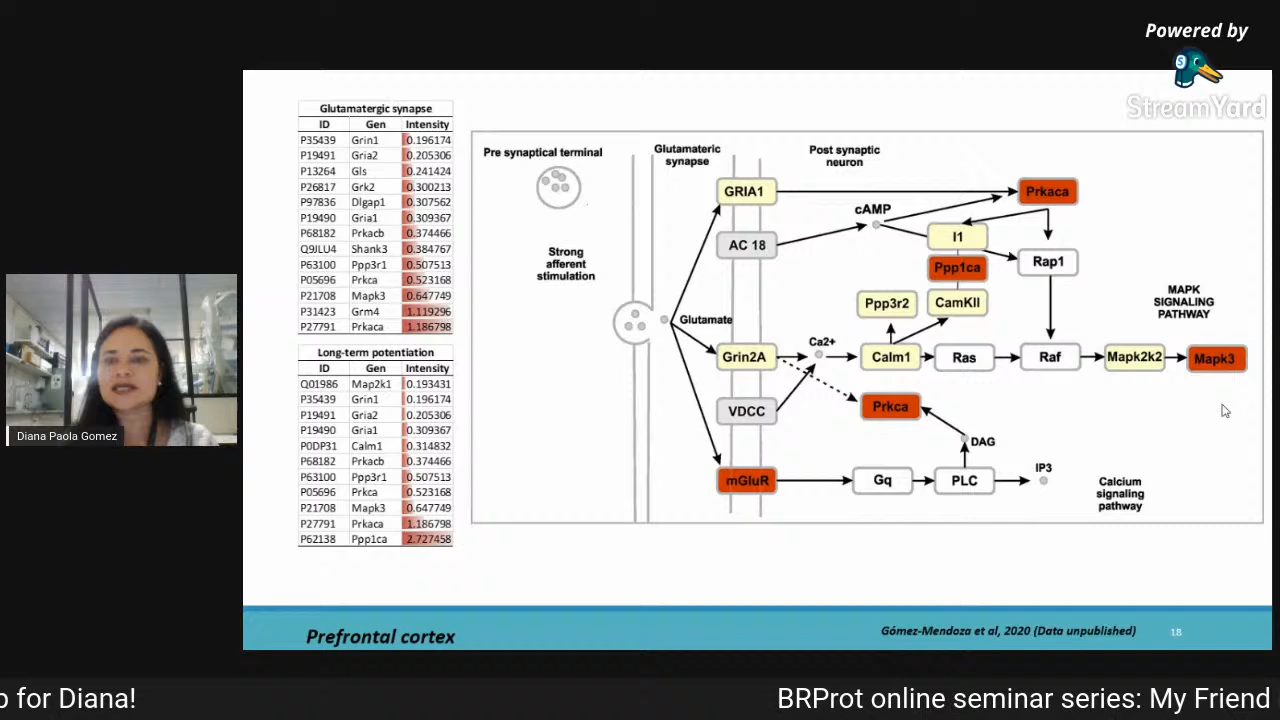 Powered by
StreamYard
Glutamatergic synapse
ID Gen Intensity
P35439 Grin1 0.196174
P19491 Gria2 0.205306
P13264 Gls 0.241424
P26817 Grk2 0.300213
P97836 Dlgap1 0.307562
P19490 Gria1 0.309367
P68182 Prkacb 0.374466
Q9JLU4 Shank3 0.384767
P63100 Ppp3r1 0.507513
P05696 Prkca 0.523168
P21708 Mapk3 0.647749
P31423 Grm4 1.119296
P27791 Prkaca 1.186798
Long-term potentiation
ID Gen Intensity
Q01986 Map2k1 0.193431
P35439 Grin1 0.196174
P19491 Gria2 0.205306
P19490 Gria1 0.309367
P0DP31 Calm1 0.314832
P68182 Prkacb 0.374466
P63100 Ppp3r1 0.507513
P05696 Prkca 0.523168
P21708 Mapk3 0.647749
P27791 Prkaca 1.186798
P62138 Ppp1ca 2.727458
Pre synaptical terminal
Glutamateric
synapse
Post synaptic
neuron
GRIA1
Prkaca
cAMP
AC 18
I1
Strong
afferent
stimulation
Ppp1ca
Rap1
Ppp3r2
CamKII
MAPK
SIGNALING
PATHWAY
Glutamate
Ca2+
Grin2A
Calm1
Ras
Raf
Mapk2k2
Mapk3
VDCC
Prkca
DAG
mGluR
Gq
PLC
IP3
Calcium
signaling
pathway
Diana Paola Gomez
Prefrontal cortex
Gómez-Mendoza et al, 2020 (Data unpublished)
18
p for Diana!
BRProt online seminar series: My Friend